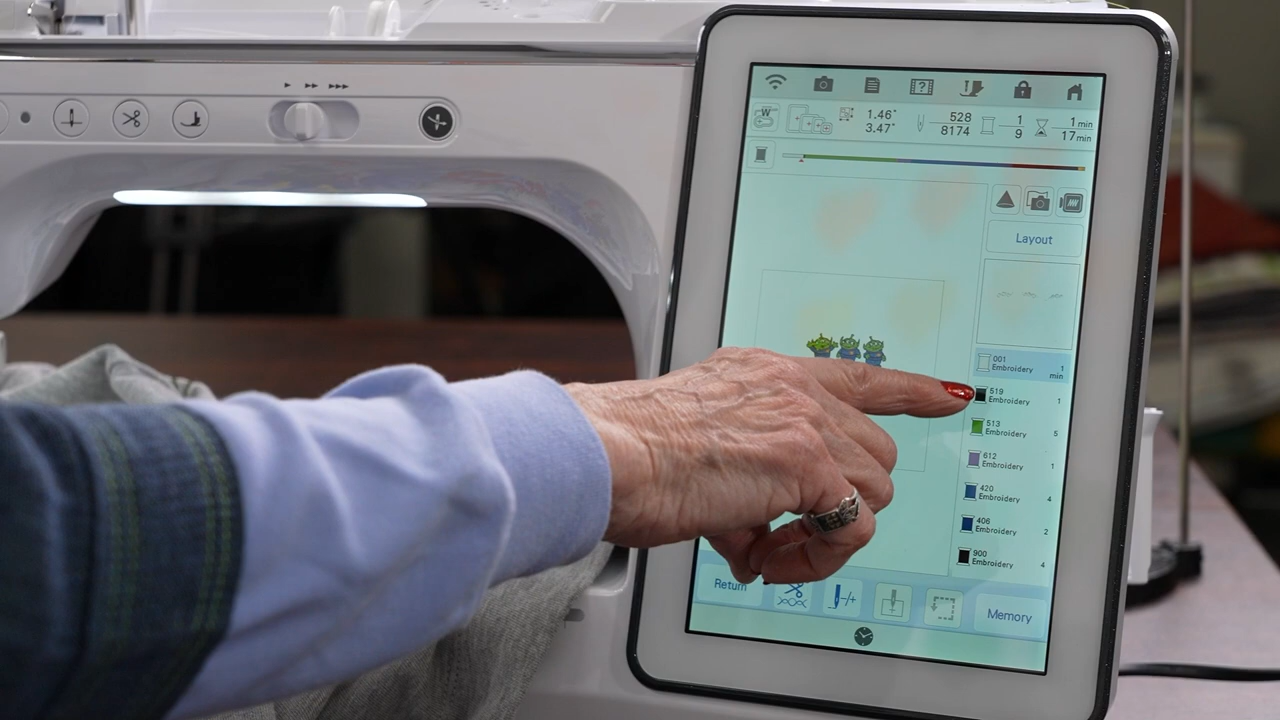 1.46"
3.47"
528
8174
1
9
1 min
17 min
W
Layout
001
Embroidery
1
min
519
Embroidery
1
513
Embroidery
5
612
Embroidery
1
420
Embroidery
4
406
Embroidery
2
900
Embroidery
4
Return
Memory